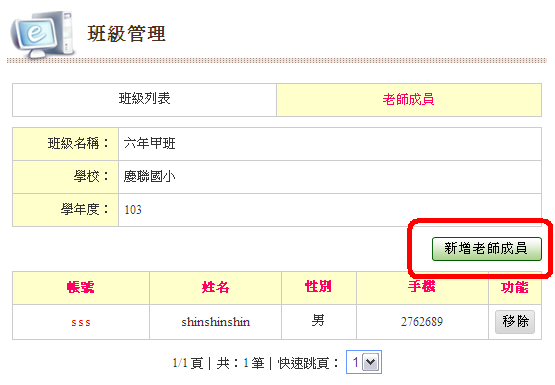 班級管理
班級列表 老師成員
班級名稱： 六年甲班
學校： 慶聯國小
學年度： 103
新增老師成員
帳號 姓名 性別 手機 功能
sss shinshinshin 男 2762689 移除
1/1 頁 | 共：1 筆 | 快速跳頁： 1